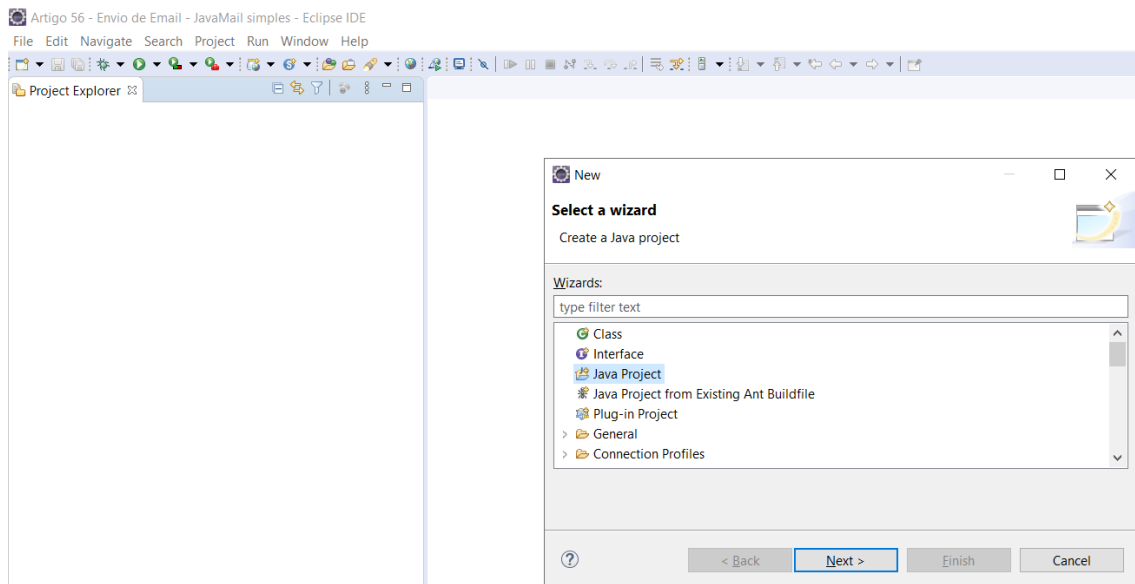 Artigo 56 - Envio de Email - JavaMail simples - Eclipse IDE
File Edit Navigate Search Project Run Window Help
Project Explorer
New
Select a wizard
Create a Java project
Wizards:
type filter text
Class
Interface
Java Project
Java Project from Existing Ant Buildfile
Plug-in Project
General
Connection Profiles
< Back Next > Finish Cancel